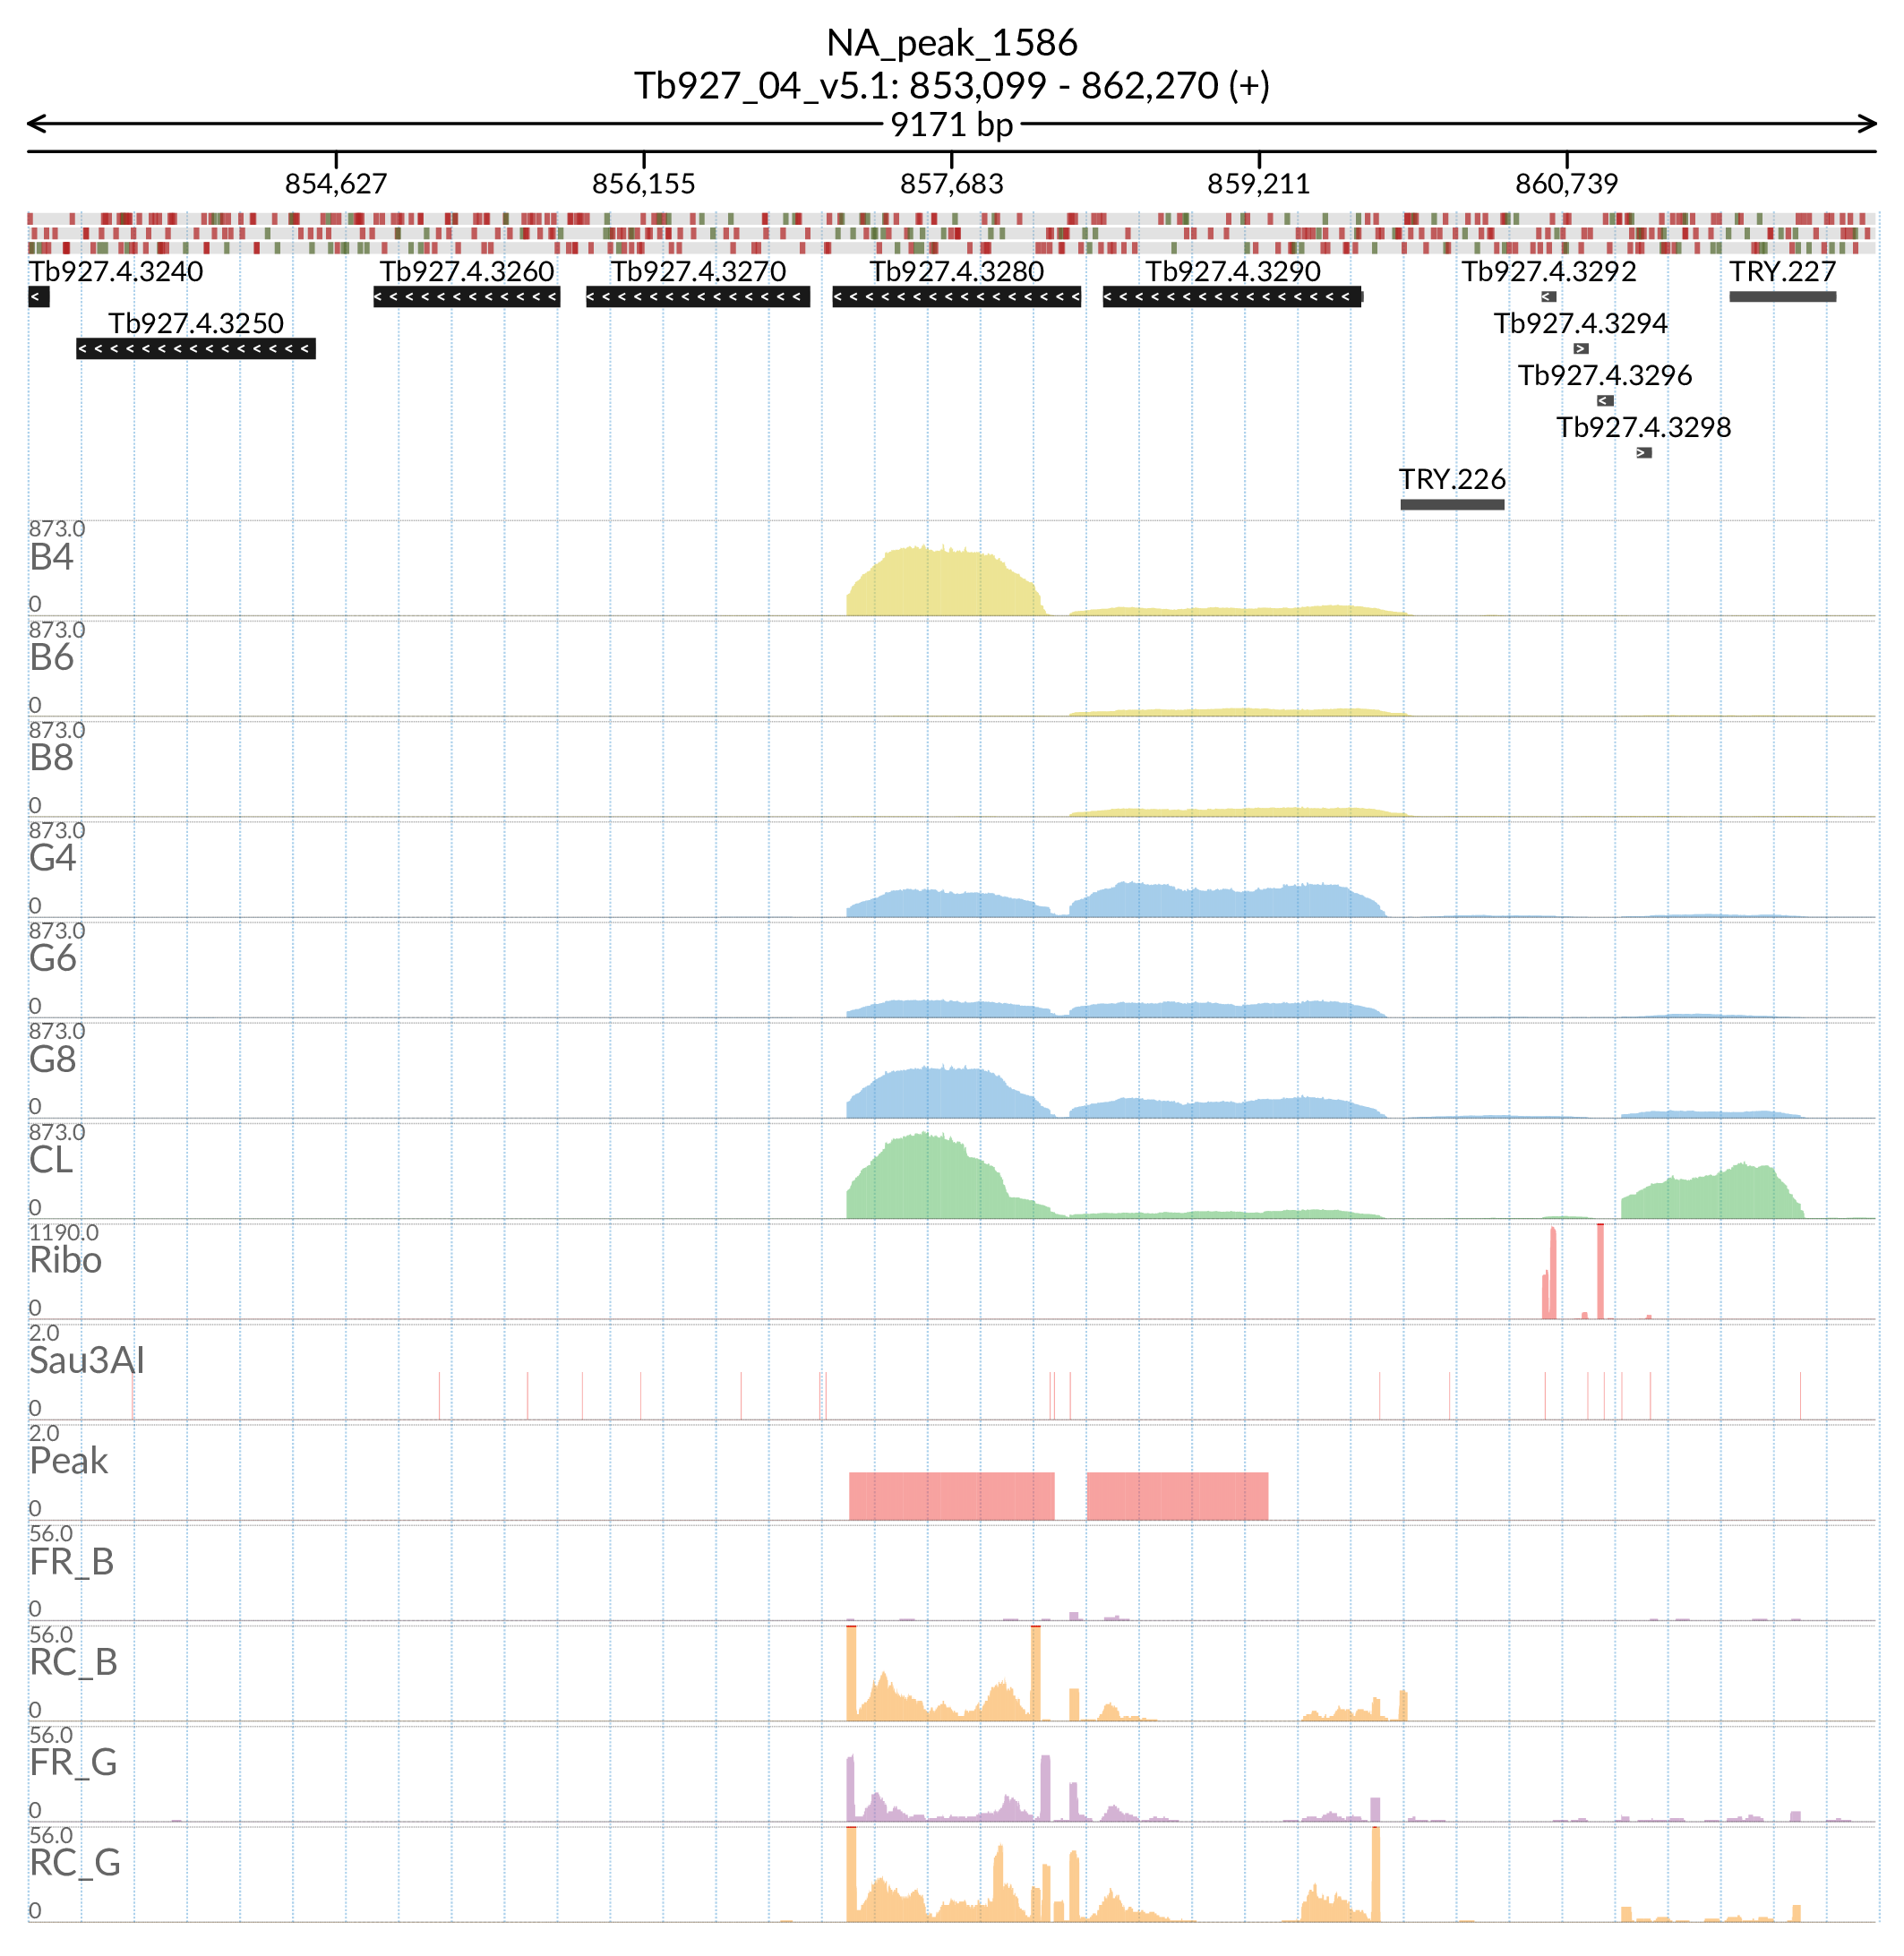 NA_peak_1586
Tb927_04_v5.1: 853,099 - 862,270 (+)
9171 bp
854,627 856,155 857,683 859,211 860,739
Tb927.4.3240 Tb927.4.3260 Tb927.4.3270 Tb927.4.3280 Tb927.4.3290 Tb927.4.3292 TRY.227
Tb927.4.3250 Tb927.4.3294
Tb927.4.3296
Tb927.4.3298
TRY.226
873.0
B4
0
873.0
B6
0
873.0
B8
0
873.0
G4
0
873.0
G6
0
873.0
G8
0
873.0
CL
0
1190.0
Ribo
0
2.0
Sau3AI
0
2.0
Peak
0
56.0
FR_B
0
56.0
RC_B
0
56.0
FR_G
0
56.0
RC_G
0